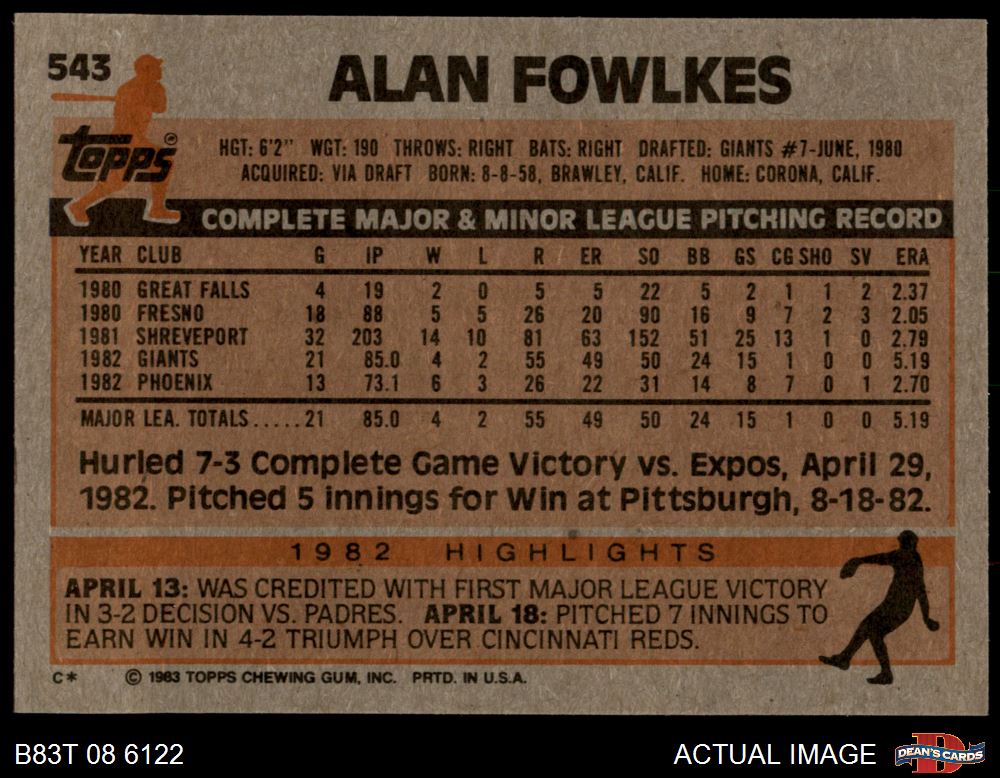 543
ALAN FOWLKES
topps®
HGT: 6'2" WGT: 190 THROWS: RIGHT BATS: RIGHT DRAFTED: GIANTS #7-JUNE, 1980
ACQUIRED: VIA DRAFT BORN: 8-8-58, BRAWLEY, CALIF. HOME: CORONA, CALIF.
COMPLETE MAJOR & MINOR LEAGUE PITCHING RECORD
YEAR CLUB G IP W L R ER SO BB GS CG SHO SV ERA
1980 GREAT FALLS 4 19 2 0 5 5 22 5 2 1 1 2 2.37
1980 FRESNO 18 88 5 5 26 20 90 16 9 7 2 3 2.05
1981 SHREVEPORT 32 203 14 10 81 63 152 51 25 13 1 0 2.79
1982 GIANTS 21 85.0 4 2 55 49 50 24 15 1 0 0 5.19
1982 PHOENIX 13 73.1 6 3 26 22 31 14 8 7 0 1 2.70
MAJOR LEA. TOTALS.....21 85.0 4 2 55 49 50 24 15 1 0 0 5.19
Hurled 7-3 Complete Game Victory vs. Expos, April 29,
1982. Pitched 5 innings for Win at Pittsburgh, 8-18-82.
1982 HIGHLIGHTS
APRIL 13: WAS CREDITED WITH FIRST MAJOR LEAGUE VICTORY
IN 3-2 DECISION VS. PADRES. APRIL 18: PITCHED 7 INNINGS TO
EARN WIN IN 4-2 TRIUMPH OVER CINCINNATI REDS.
C* © 1983 TOPPS CHEWING GUM, INC. PRTD. IN U.S.A.
B83T 08 6122
ACTUAL IMAGE
D
DEAN'S CARDS